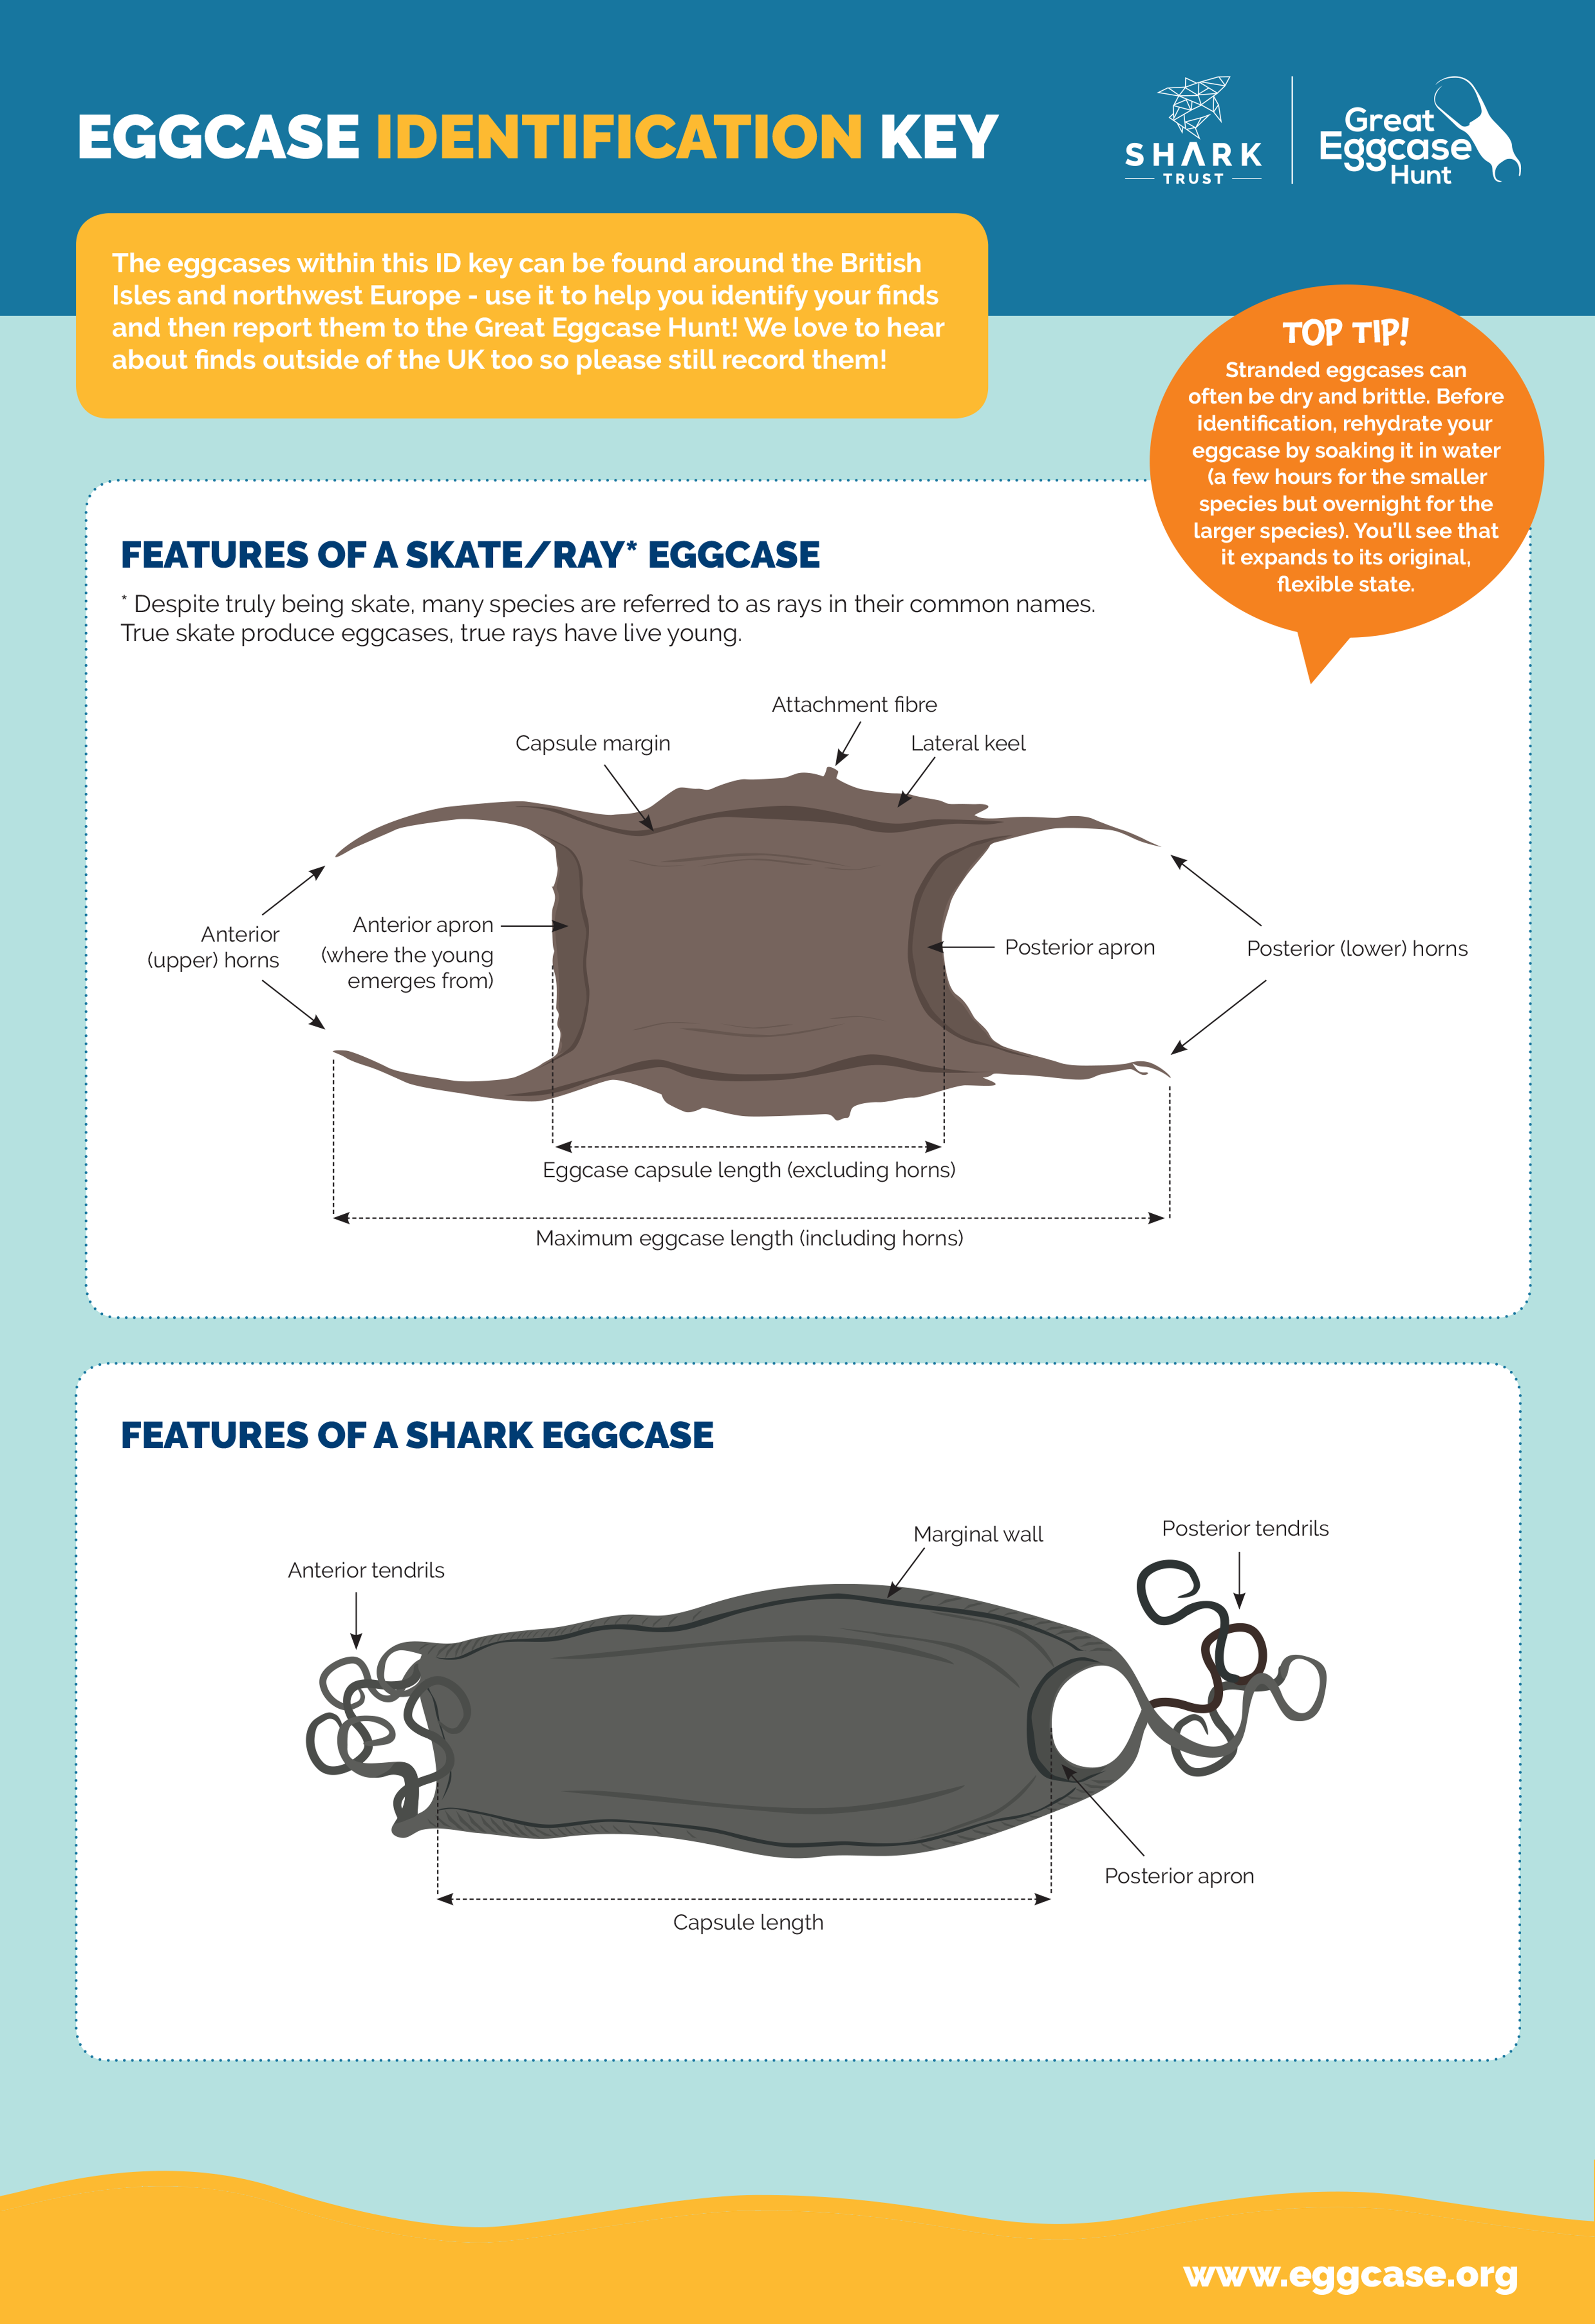 EGGCASE IDENTIFICATION KEY
SHARK
TRUST
Great
Eggcase
Hunt
The eggcases within this ID key can be found around the British
Isles and northwest Europe - use it to help you identify your finds
and then report them to the Great Eggcase Hunt! We love to hear
about finds outside of the UK too so please still record them!
TOP TIP!
Stranded eggcases can
often be dry and brittle. Before
identification, rehydrate your
eggcase by soaking it in water
(a few hours for the smaller
species but overnight for the
larger species). You'll see that
it expands to its original,
flexible state.
FEATURES OF A SKATE/RAY* EGGCASE
* Despite truly being skate, many species are referred to as rays in their common names.
True skate produce eggcases, true rays have live young.
Attachment fibre
Capsule margin
Lateral keel
Anterior
(upper) horns
Anterior apron
(where the young
emerges from)
Posterior apron
Posterior (lower) horns
Eggcase capsule length (excluding horns)
Maximum eggcase length (including horns)
FEATURES OF A SHARK EGGCASE
Anterior tendrils
Marginal wall
Posterior tendrils
Posterior apron
Capsule length
www.eggcase.org